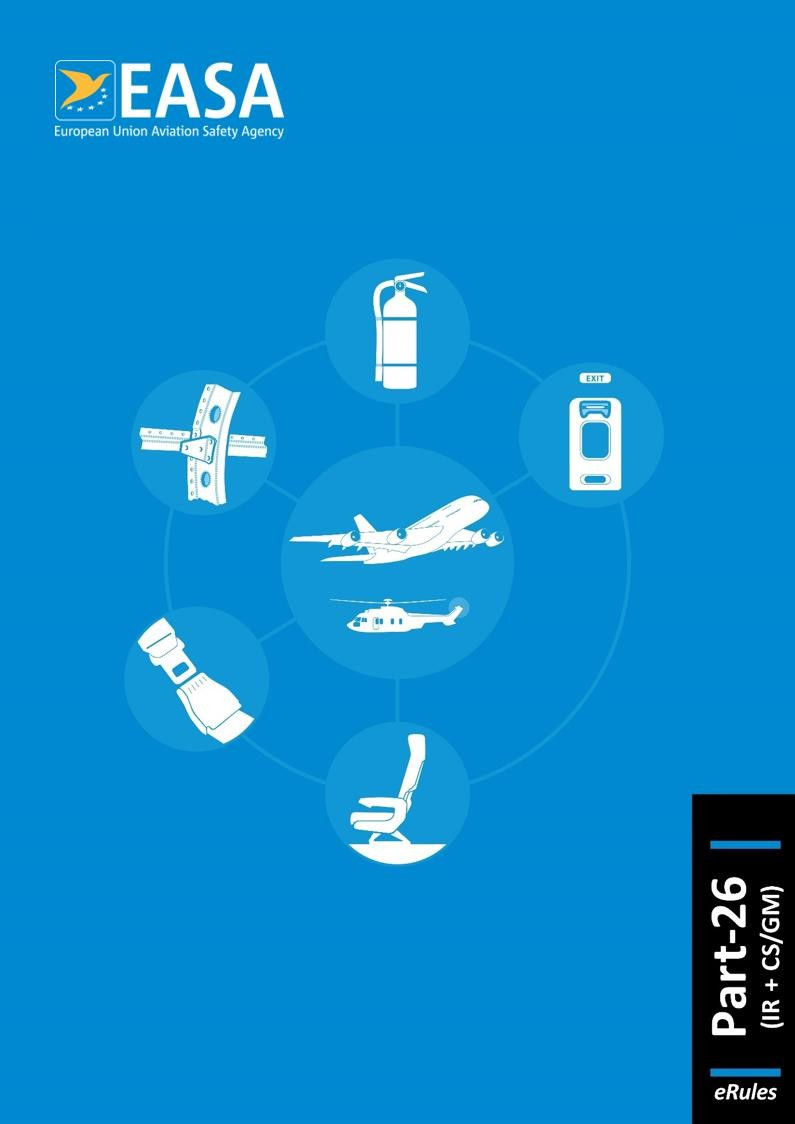 EASA
European Union Aviation Safety Agency
EXIT
Part-26
(IR + CS/GM)
eRules